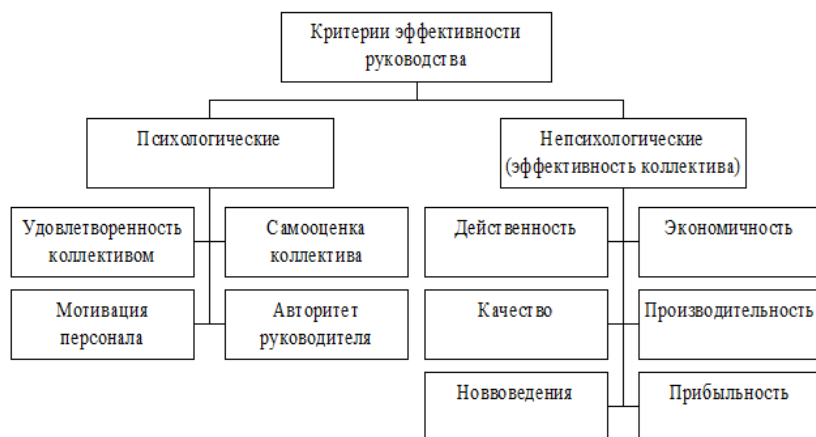 Критерии эффективности
руководства
Психологические
Непсихологические
(эффективность коллектива)
Удовлетворенность
коллективом
Самооценка
коллектива
Действенность
Экономичность
Мотивация
персонала
Авторитет
руководителя
Качество
Производительность
Новвоведения
Прибыльность